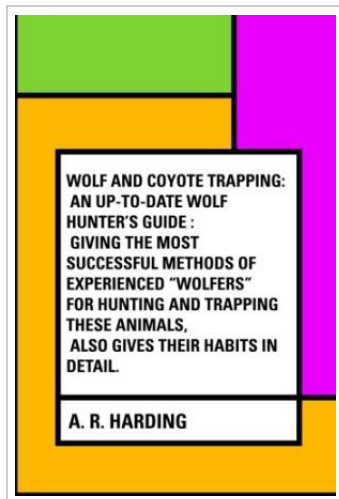 WOLF AND COYOTE TRAPPING:
AN UP-TO-DATE WOLF
HUNTER'S GUIDE :
GIVING THE MOST
SUCCESSFUL METHODS OF
EXPERIENCED “WOLFERS”
FOR HUNTING AND TRAPPING
THESE ANIMALS,
ALSO GIVES THEIR HABITS IN
DETAIL.
A. R. HARDING